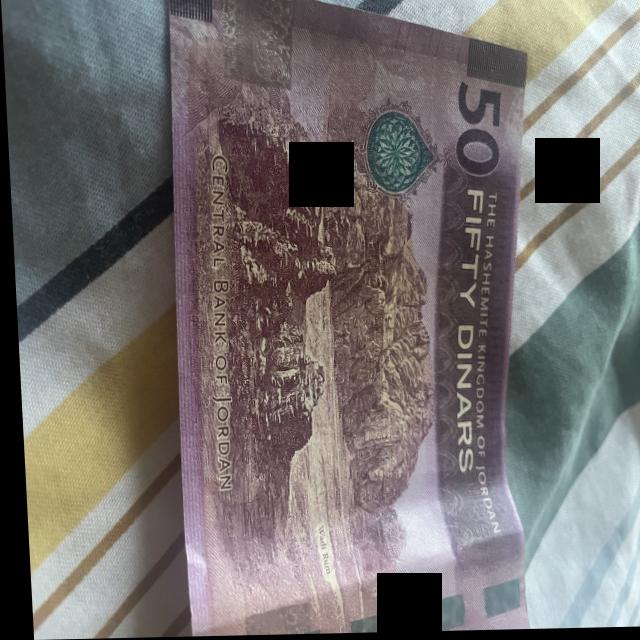 50
THE HASHEMITE KINGDOM OF JORDAN
FIFTY DINARS
Wadi Rum
CENTRAL BANK OF JORDAN